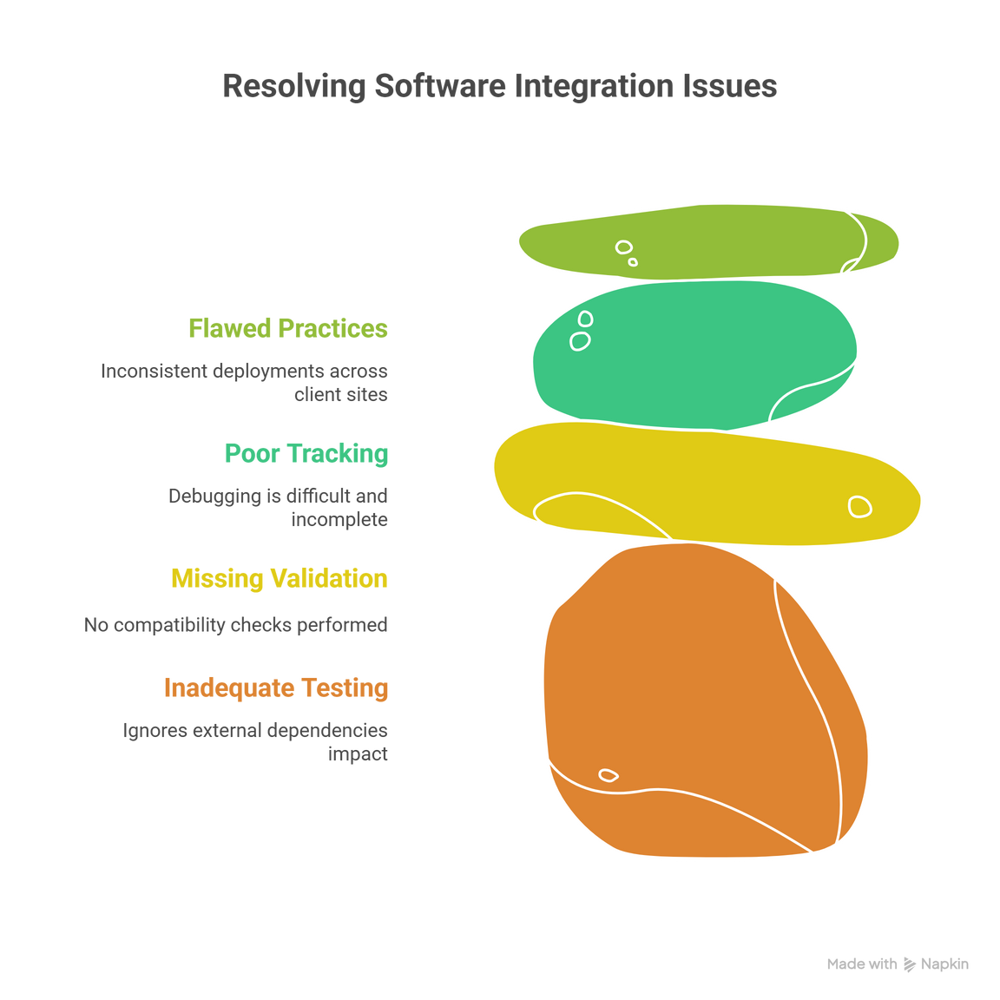 Resolving Software Integration Issues
Flawed Practices
Inconsistent deployments across
client sites
Poor Tracking
Debugging is difficult and
incomplete
Missing Validation
No compatibility checks performed
Inadequate Testing
Ignores external dependencies
impact
Made with Napkin